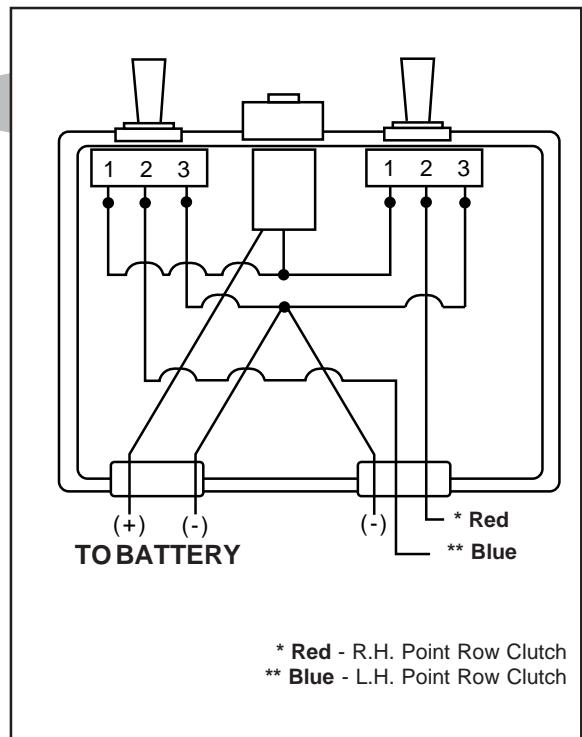 1 2 3 1 2 3
(+) (-) (-) * Red
TO BATTERY ** Blue
* Red - R.H. Point Row Clutch
** Blue - L.H. Point Row Clutch